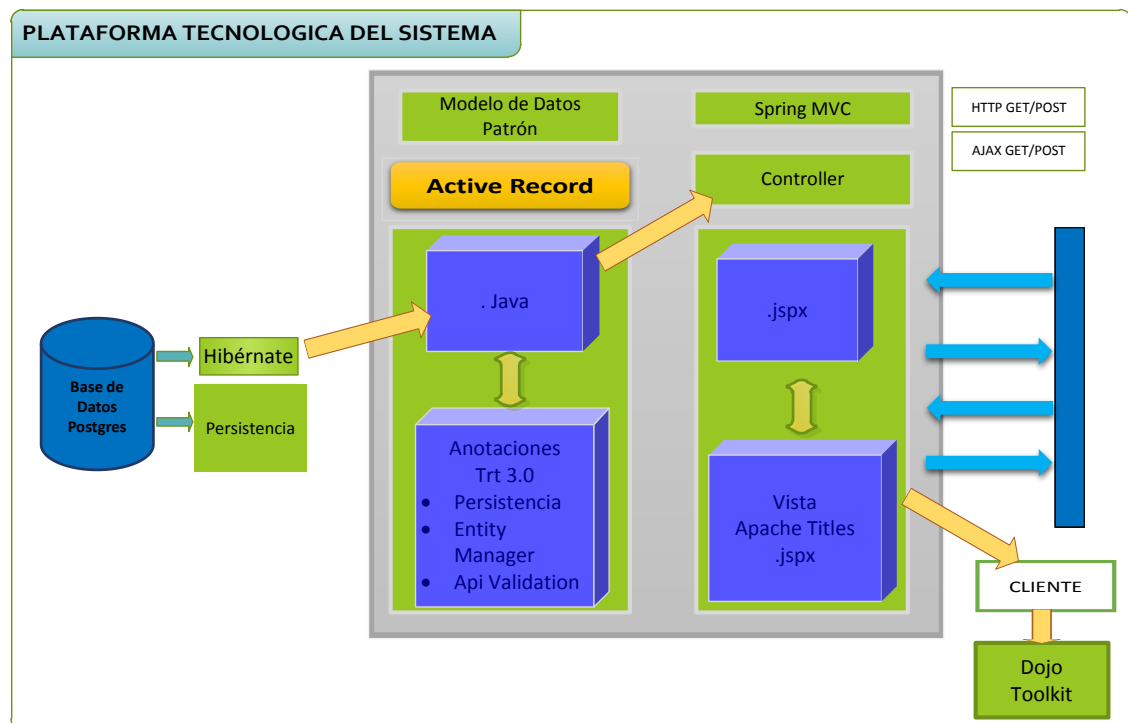 PLATAFORMA TECNOLOGICA DEL SISTEMA
Modelo de Datos
Patrón
Spring MVC
HTTP GET/POST
AJAX GET/POST
Active Record
Controller
. Java
.jspx
Hibérnate
Base de
Datos
Postgres
Persistencia
Anotaciones
Trt 3.0
• Persistencia
• Entity
Manager
• Api Validation
Vista
Apache Titles
.jspx
CLIENTE
Dojo
Toolkit